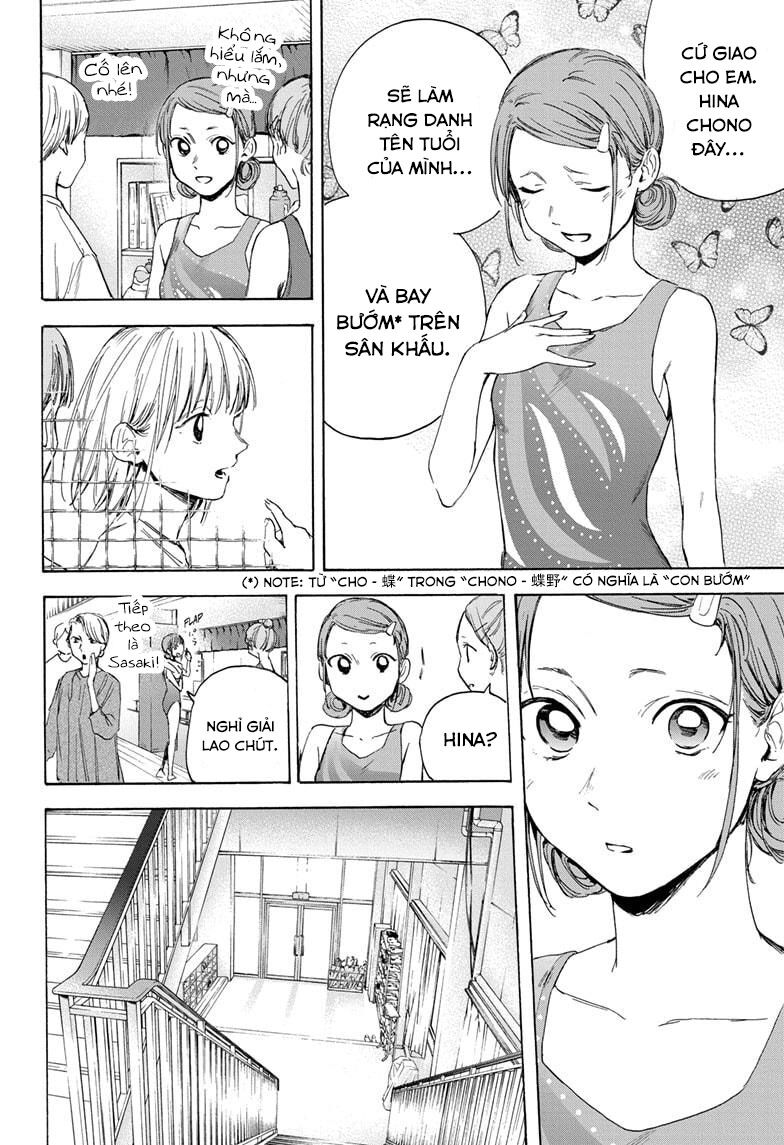 CỨ GIAO
CHO EM.
HINA
CHONO
ĐÂY...
SẼ LÀM
RẠNG DANH
TÊN TUỔI
CỦA MÌNH...
VÀ BAY
BƯỚM* TRÊN
SÂN KHẤU.
Không
hiểu lắm,
nhưng
mà...
Cố lên
nhé!
(*) NOTE: TỪ "CHO - 蝶" TRONG "CHONO - 蝶野" CÓ NGHĨA LÀ "CON BƯỚM"
HINA?
FLAP
NGHỈ GIẢI
LAO CHÚT.
Tiếp
theo
là
Sasaki!